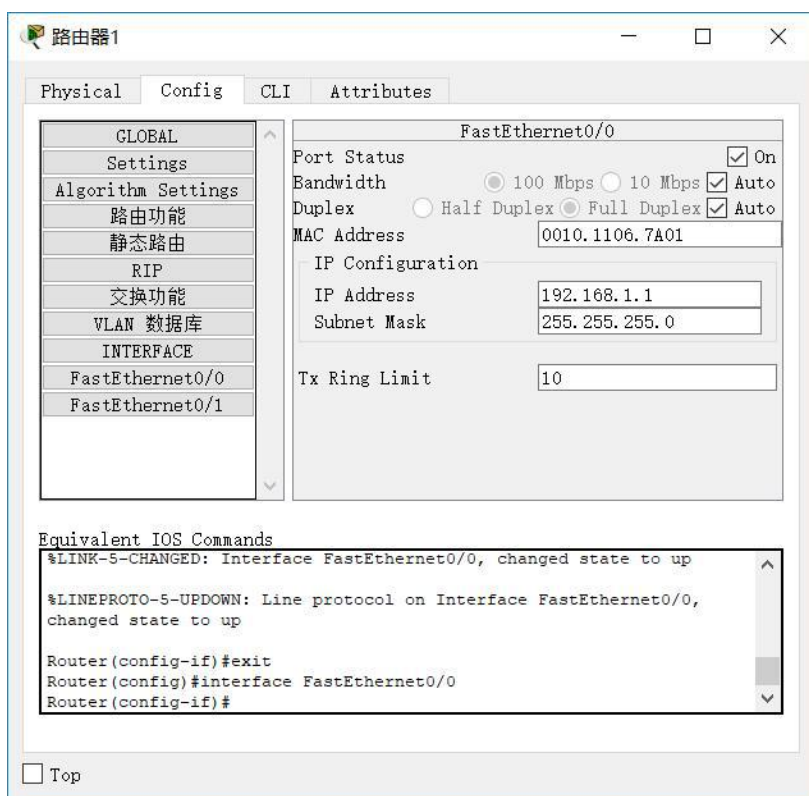 路由器1
Physical Config CLI Attributes
GLOBAL
Settings
Algorithm Settings
路由功能
静态路由
RIP
交换功能
VLAN 数据库
INTERFACE
FastEthernet0/0
FastEthernet0/1
FastEthernet0/0
Port Status On
Bandwidth 100 Mbps 10 Mbps Auto
Duplex Half Duplex Full Duplex Auto
MAC Address 0010.1106.7A01
IP Configuration
IP Address 192.168.1.1
Subnet Mask 255.255.255.0
Tx Ring Limit 10
Equivalent IOS Commands
%LINK-5-CHANGED: Interface FastEthernet0/0, changed state to up
%LINEPROTO-5-UPDOWN: Line protocol on Interface FastEthernet0/0,
changed state to up
Router(config-if)#exit
Router(config)#interface FastEthernet0/0
Router(config-if)#
Top